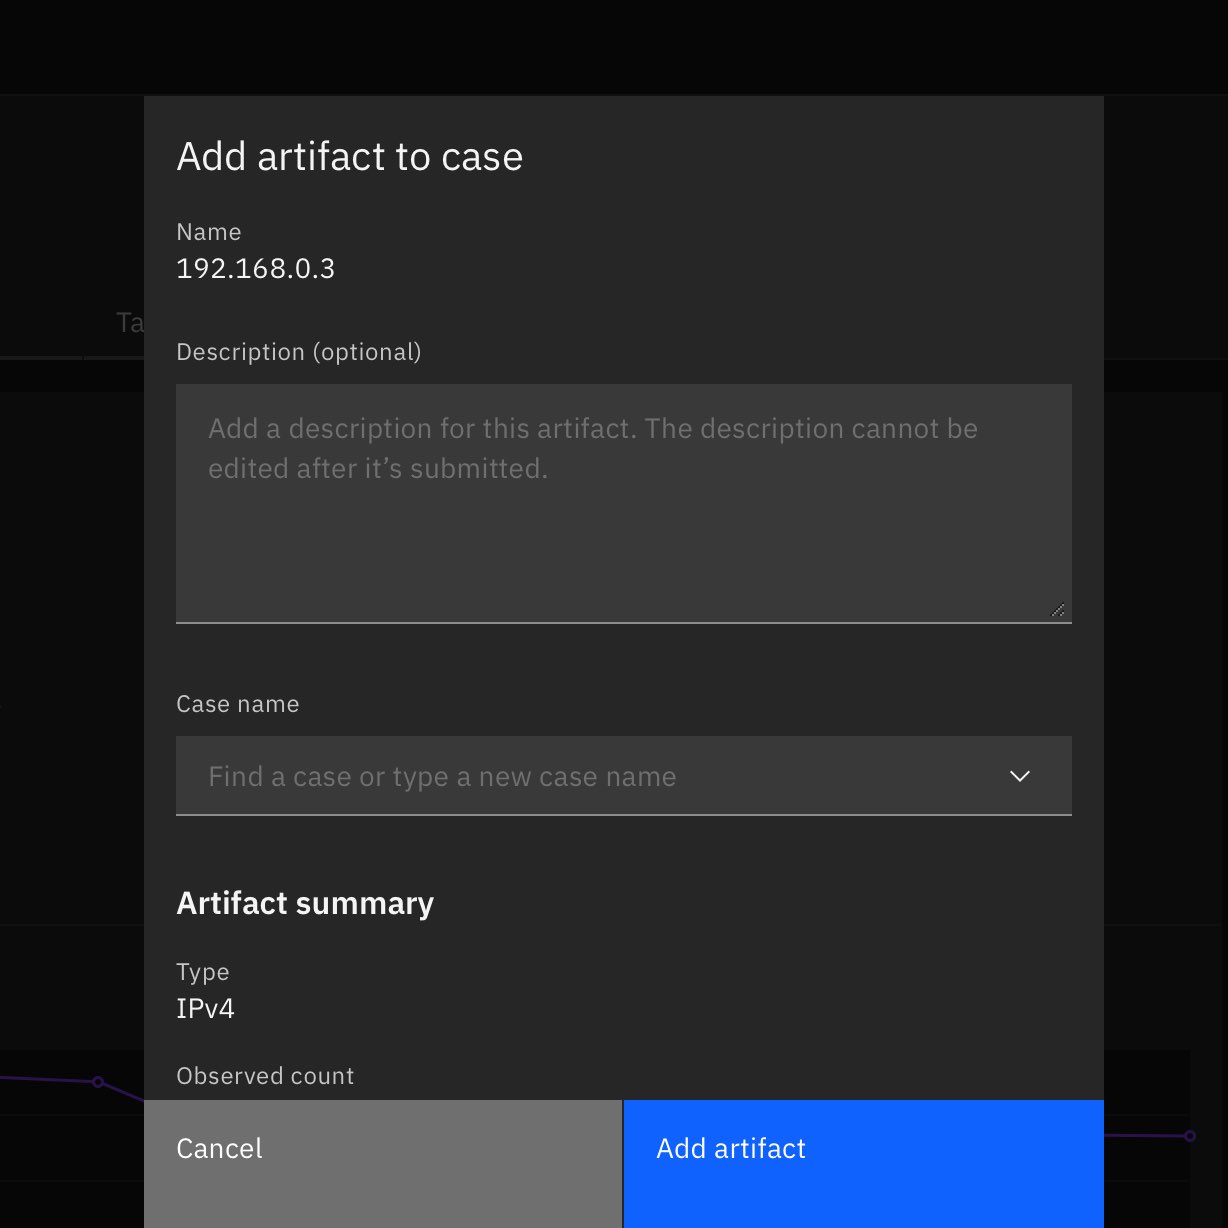 Add artifact to case
Name
192.168.0.3
Ta
Description (optional)
Add a description for this artifact. The description cannot be
edited after it’s submitted.
Case name
Find a case or type a new case name
Artifact summary
Type
IPv4
Observed count
Cancel
Add artifact